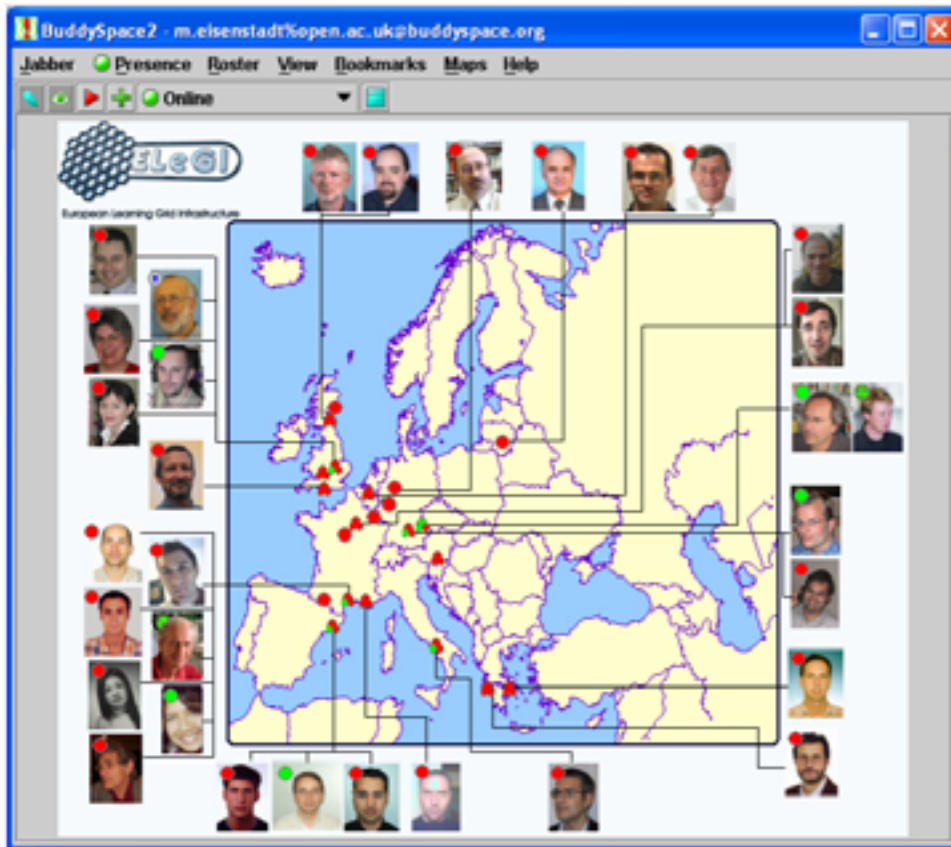 BuddySpace2 - m.eisenstadt%open.ac.uk@buddyspace.org
Jabber Presence Roster View Bookmarks Maps Help
Online
ELeGI
European Learning Grid Infrastructure